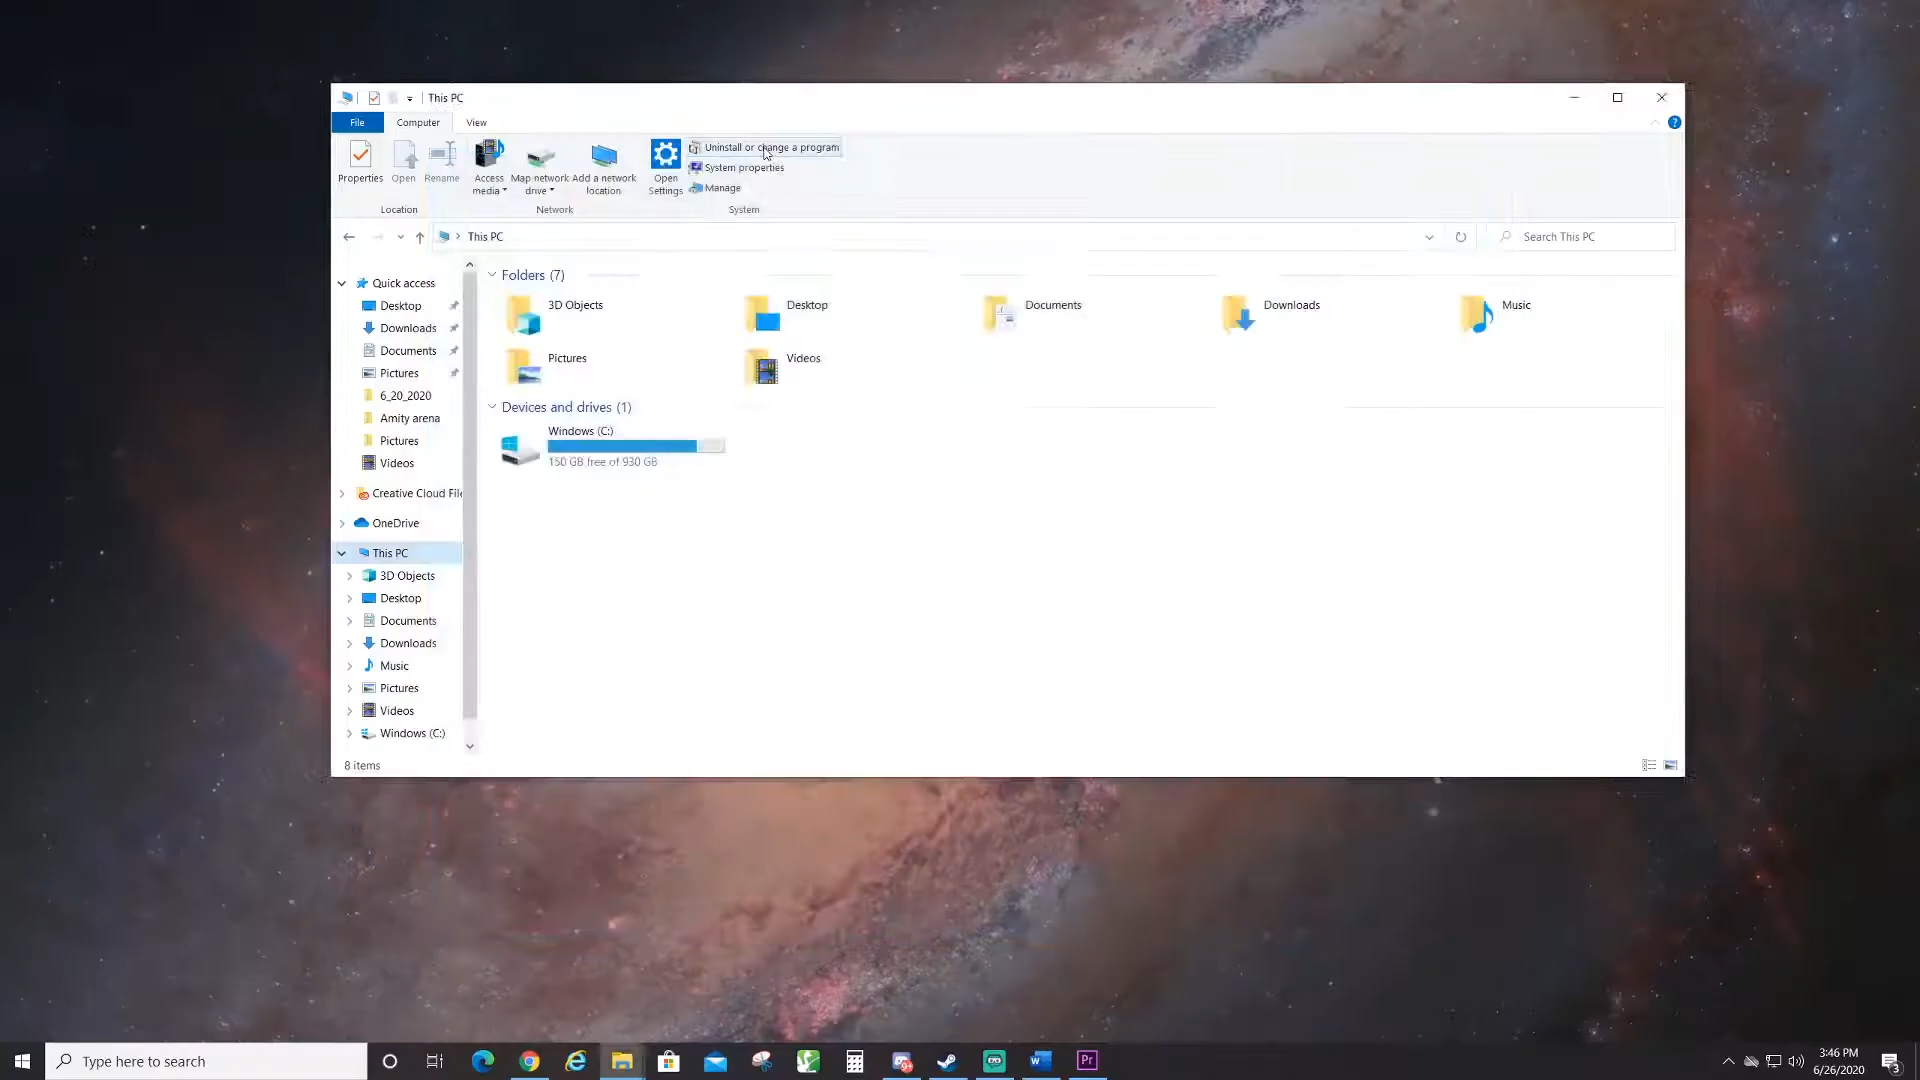 This PC
File Computer View
Uninstall or change a program
System properties
Manage
Properties Open Rename Access media Map network drive Add a network location Open Settings
Location Network System
This PC
Search This PC
Quick access
Desktop
Downloads
Documents
Pictures
6_20_2020
Amity arena
Pictures
Videos
Creative Cloud File
OneDrive
This PC
3D Objects
Desktop
Documents
Downloads
Music
Pictures
Videos
Windows (C:)
Folders (7)
3D Objects Desktop Documents Downloads Music
Pictures Videos
Devices and drives (1)
Windows (C:)
150 GB free of 930 GB
8 items
Type here to search
9+
W
Pr
3:46 PM
6/26/2020
3